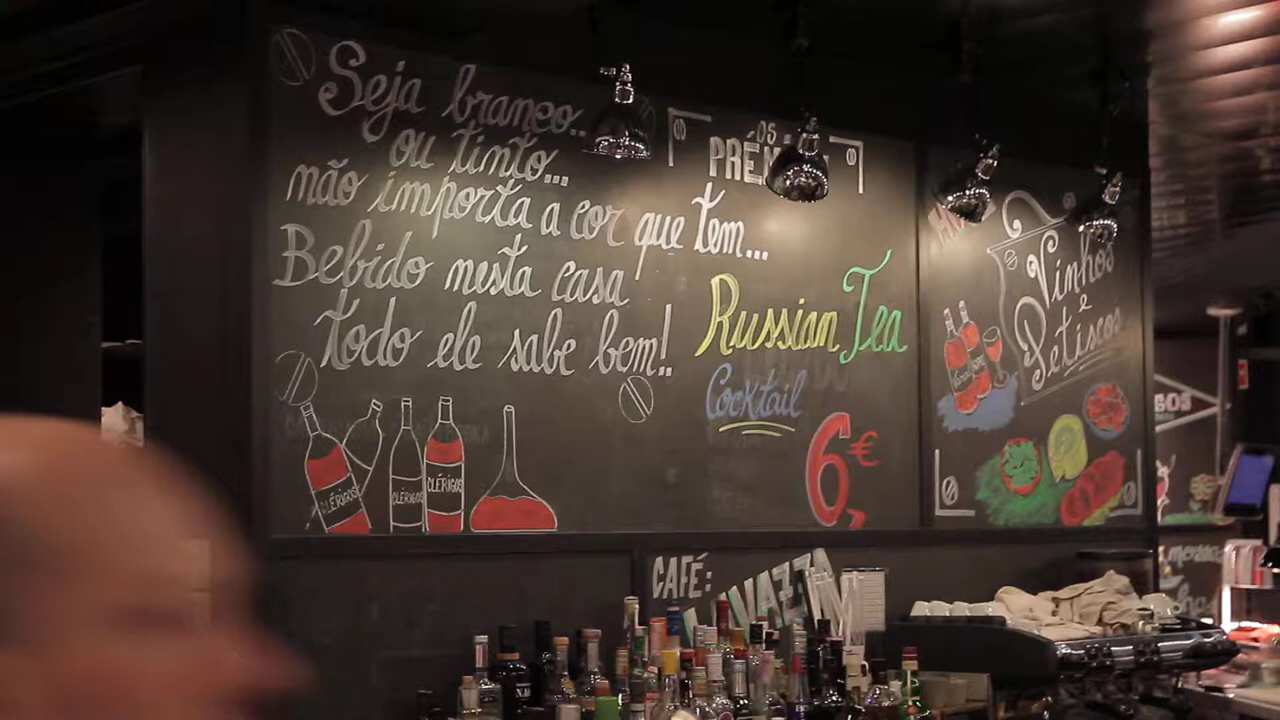 Seja branco..
ou tinto...
não importa a cor que tem...
Bebido nesta casa
todo ele sabe bem!!
CLÉRIGOS
CLÉRIGOS
CLÉRIGOS
OS
Russian Tea
Cocktail
6€
Vinhos
e
Petiscos
CAFÉ: